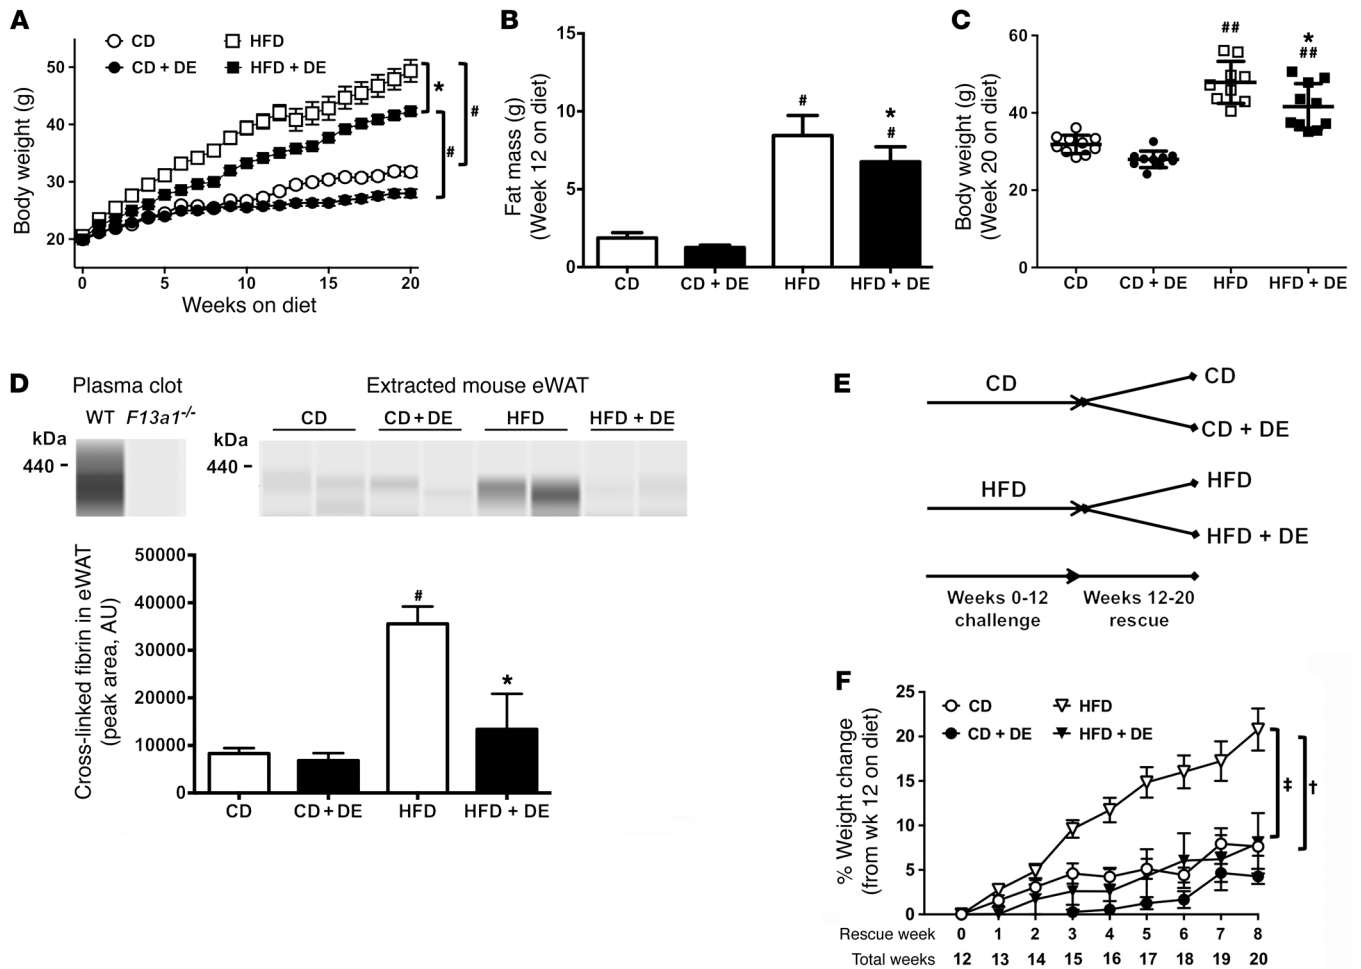 A
CD
HFD
CD + DE
HFD + DE
Body weight (g)
50
40
30
20
0
5
10
15
20
Weeks on diet
*
#
#
B
Fat mass (g)
(Week 12 on diet)
15
10
5
0
#
*
#
CD
CD + DE
HFD
HFD + DE
C
Body weight (g)
(Week 20 on diet)
60
40
20
0
##
*
##
CD
CD + DE
HFD
HFD + DE
D
Plasma clot
WT F13a1-/-
kDa
440
Extracted mouse eWAT
CD
CD + DE
HFD
HFD + DE
kDa
440
Cross-linked fibrin in eWAT
(peak area, AU)
50000
40000
30000
20000
10000
0
#
*
CD
CD + DE
HFD
HFD + DE
E
CD
CD
CD + DE
HFD
HFD
HFD + DE
Weeks 0-12
challenge
Weeks 12-20
rescue
F
CD
HFD
CD + DE
HFD + DE
% Weight change
(from wk 12 on diet)
25
20
15
10
5
0
‡
†
Rescue week 0 1 2 3 4 5 6 7 8
Total weeks 12 13 14 15 16 17 18 19 20